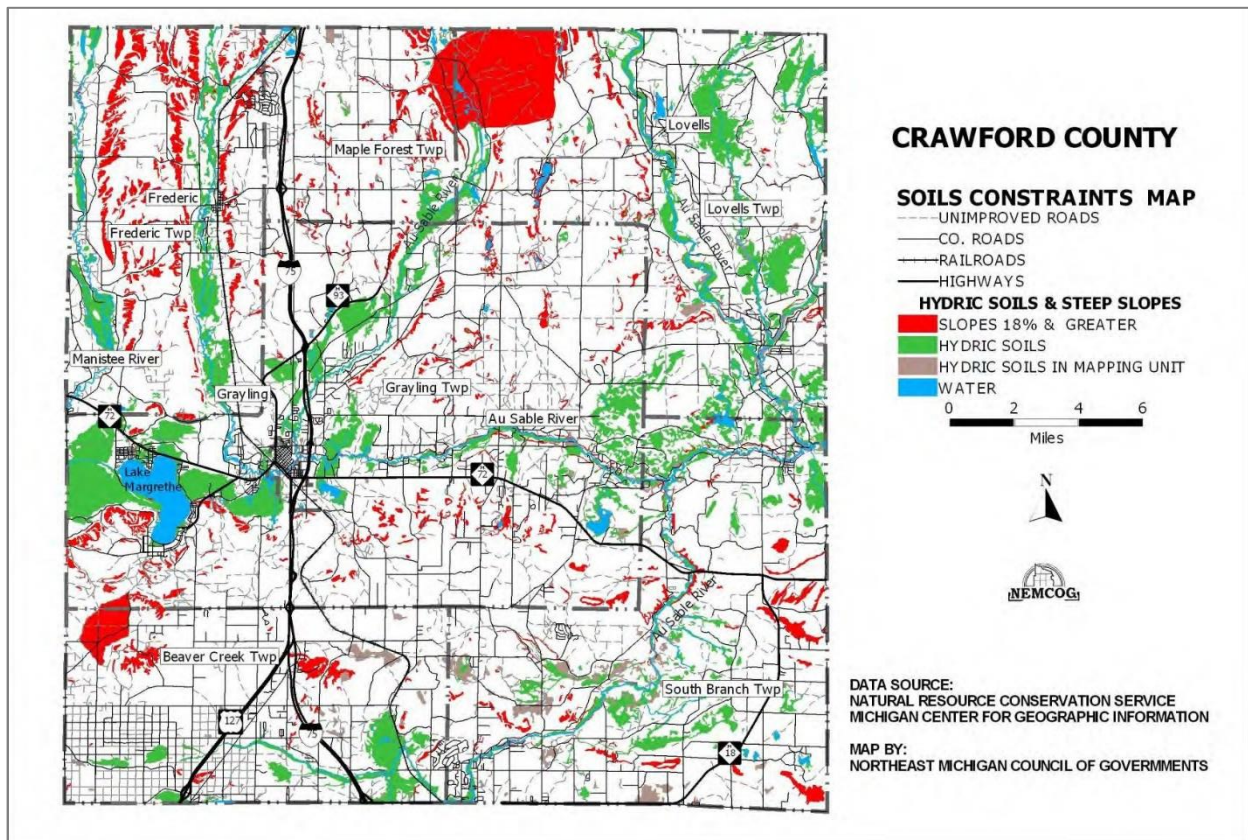 Lovells
Maple Forest Twp
Au Sable River
Frederic
Lovells Twp
Frederic Twp
Au Sable River
75
93
Manistee River
Grayling
Grayling Twp
72
Au Sable River
Lake
Margrethe
M
72
Au Sable River
Beaver Creek Twp
South Branch Twp
127
75
18
CRAWFORD COUNTY
SOILS CONSTRAINTS MAP
UNIMPROVED ROADS
CO. ROADS
RAILROADS
HIGHWAYS
HYDRIC SOILS & STEEP SLOPES
SLOPES 18% & GREATER
HYDRIC SOILS
HYDRIC SOILS IN MAPPING UNIT
WATER
0 2 4 6
Miles
N
NEMCOG
DATA SOURCE:
NATURAL RESOURCE CONSERVATION SERVICE
MICHIGAN CENTER FOR GEOGRAPHIC INFORMATION
MAP BY:
NORTHEAST MICHIGAN COUNCIL OF GOVERNMENTS